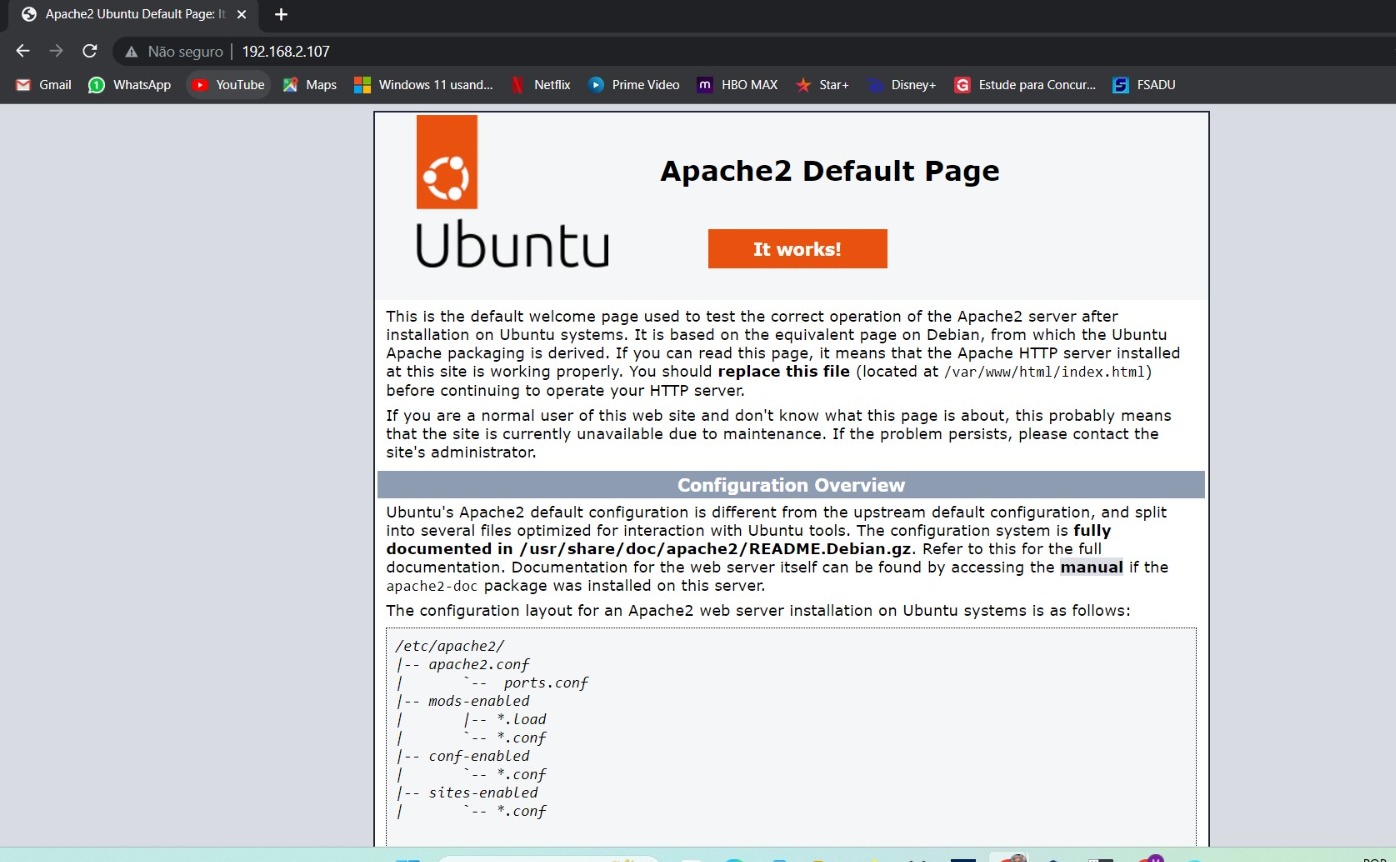 Apache2 Ubuntu Default Page: It
Não seguro | 192.168.2.107
Gmail WhatsApp YouTube Maps Windows 11 usand... Netflix Prime Video m HBO MAX Star+ Disney+ G Estude para Concur... FSADU
Apache2 Default Page
Ubuntu
It works!
This is the default welcome page used to test the correct operation of the Apache2 server after
installation on Ubuntu systems. It is based on the equivalent page on Debian, from which the Ubuntu
Apache packaging is derived. If you can read this page, it means that the Apache HTTP server installed
at this site is working properly. You should replace this file (located at /var/www/html/index.html)
before continuing to operate your HTTP server.
If you are a normal user of this web site and don't know what this page is about, this probably means
that the site is currently unavailable due to maintenance. If the problem persists, please contact the
site's administrator.
Configuration Overview
Ubuntu's Apache2 default configuration is different from the upstream default configuration, and split
into several files optimized for interaction with Ubuntu tools. The configuration system is fully
documented in /usr/share/doc/apache2/README.Debian.gz. Refer to this for the full
documentation. Documentation for the web server itself can be found by accessing the manual if the
apache2-doc package was installed on this server.
The configuration layout for an Apache2 web server installation on Ubuntu systems is as follows:
/etc/apache2/
|-- apache2.conf
|       `--  ports.conf
|-- mods-enabled
|       |-- *.load
|       `-- *.conf
|-- conf-enabled
|       `-- *.conf
|-- sites-enabled
|       `-- *.conf